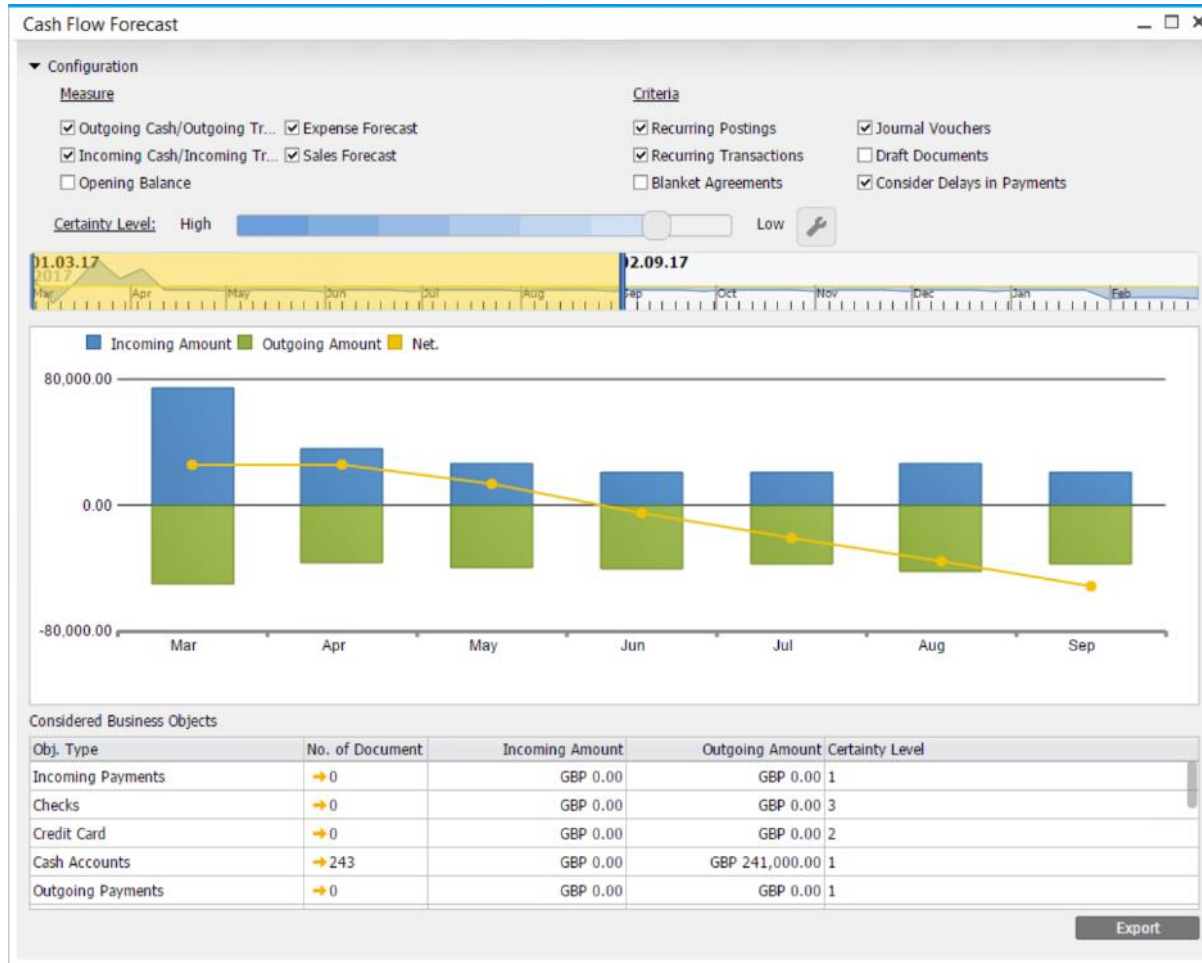 Cash Flow Forecast
Configuration
Measure
Criteria
Outgoing Cash/Outgoing Tr... Expense Forecast
Recurring Postings Journal Vouchers
Incoming Cash/Incoming Tr... Sales Forecast
Recurring Transactions Draft Documents
Opening Balance
Blanket Agreements Consider Delays in Payments
Certainty Level: High Low
01.03.17 02.09.17
2017
Mar Apr May Jun Jul Aug Sep Oct Nov Dec Jan Feb
Incoming Amount Outgoing Amount Net.
80,000.00
0.00
-80,000.00
Mar Apr May Jun Jul Aug Sep
Considered Business Objects
Obj. Type No. of Document Incoming Amount Outgoing Amount Certainty Level
Incoming Payments 0 GBP 0.00 GBP 0.00 1
Checks 0 GBP 0.00 GBP 0.00 3
Credit Card 0 GBP 0.00 GBP 0.00 2
Cash Accounts 243 GBP 0.00 GBP 241,000.00 1
Outgoing Payments 0 GBP 0.00 GBP 0.00 1
Export